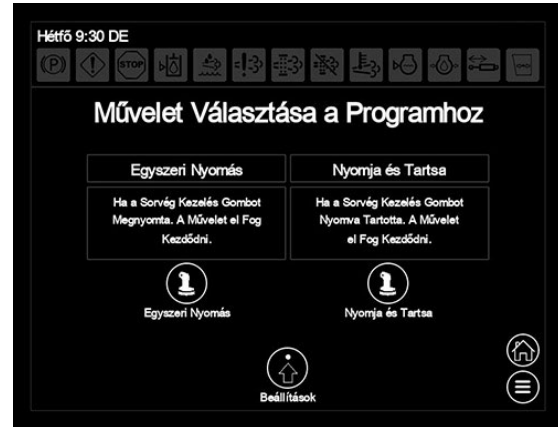 Hétfő 9:30 DE
(P)
STOP
Művelet Választása a Programhoz
Egyszeri Nyomás
Nyomja és Tartsa
Ha a Sorvég Kezelés Gombot
Megnyomta. A Művelet el Fog
Kezdődni.
Ha a Sorvég Kezelés Gombot
Nyomva Tartotta. A Művelet
el Fog Kezdődni.
Egyszeri Nyomás
Nyomja és Tartsa
Beállítások